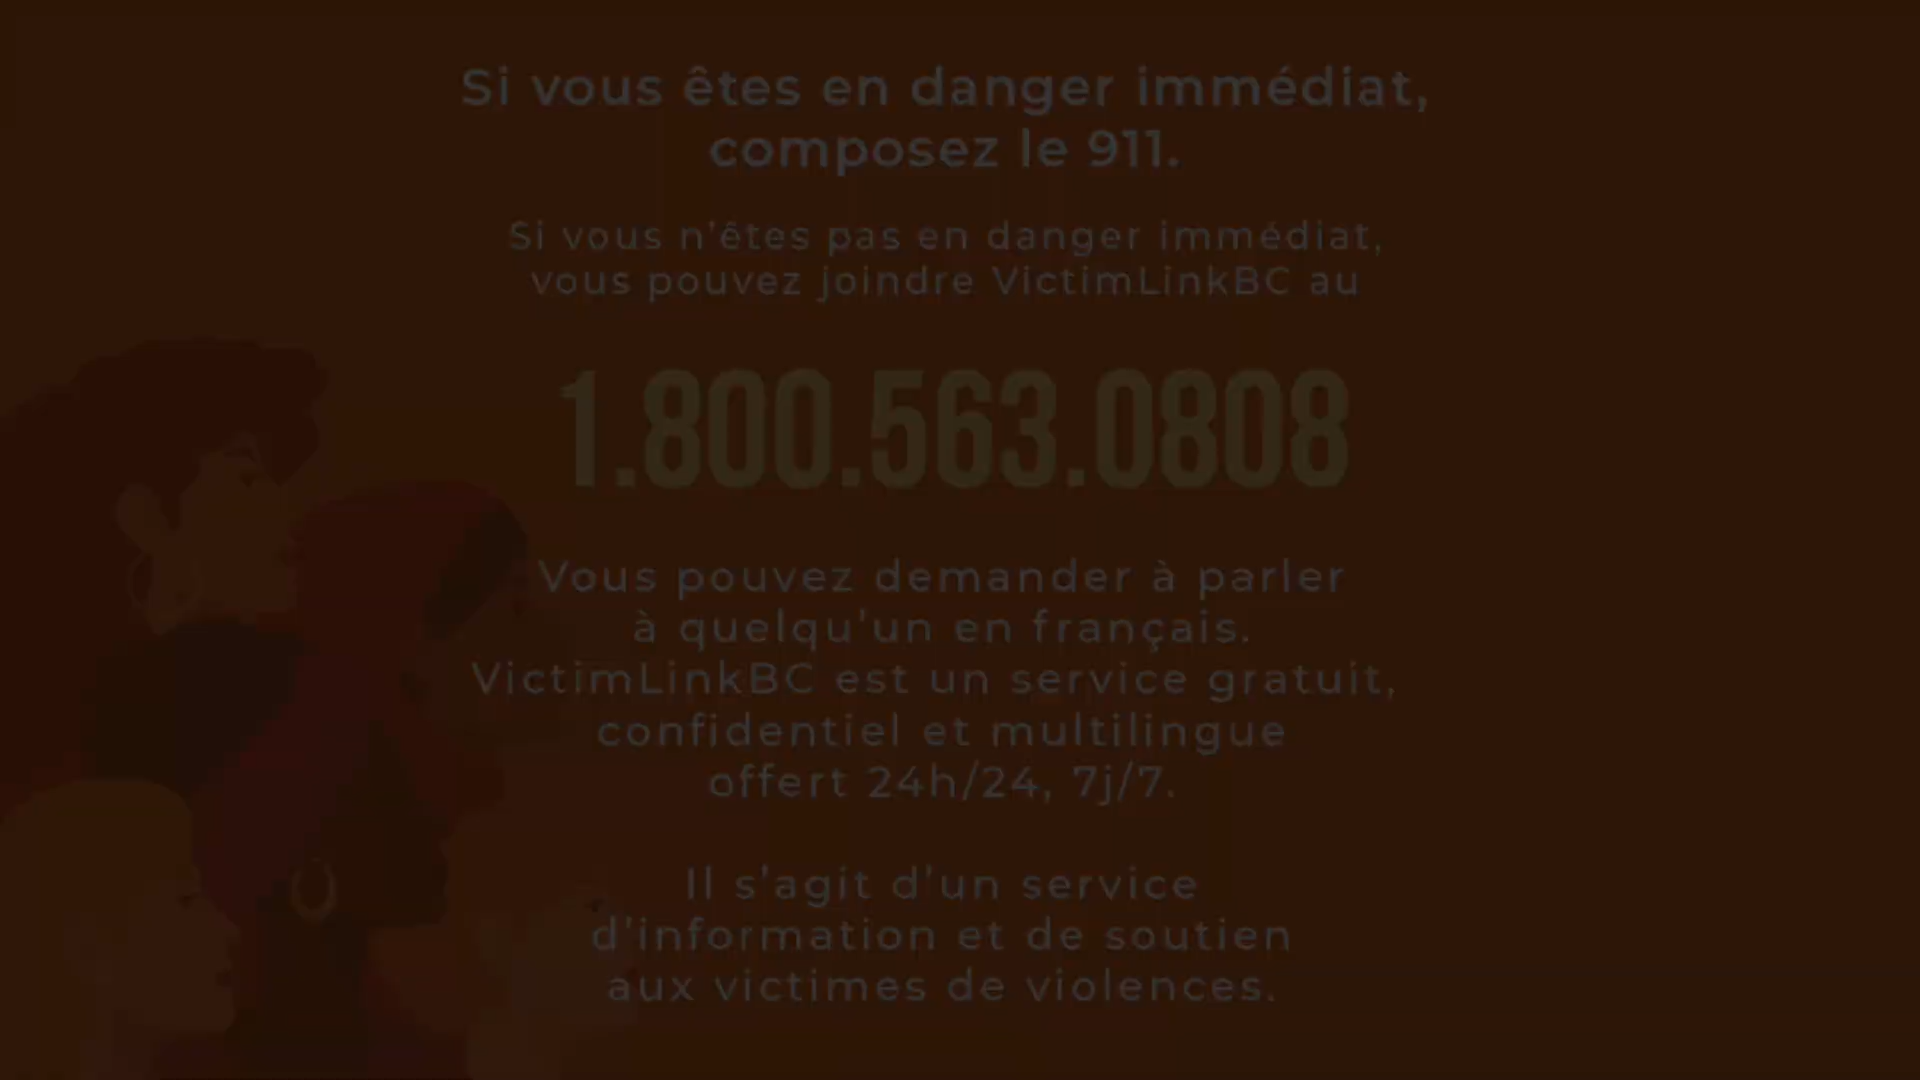 Si vous êtes en danger immédiat,
composez le 911.
Si vous n'êtes pas en danger immédiat,
vous pouvez joindre VictimLinkBC au
1.800.563.0808
Vous pouvez demander à parler
à quelqu'un en français.
VictimLinkBC est un service gratuit,
confidentiel et multilingue
offert 24h/24, 7j/7.
Il s'agit d'un service
d'information et de soutien
aux victimes de violences.